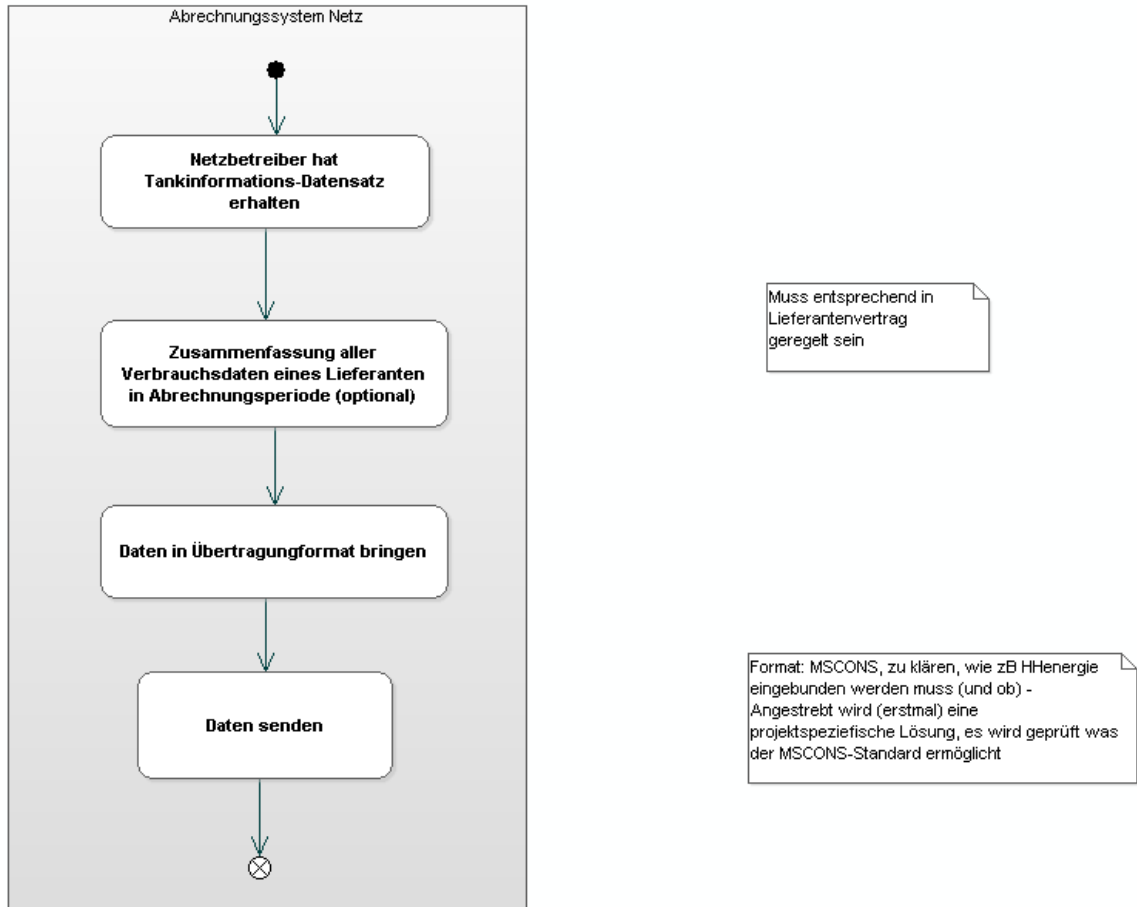 Abrechnungssystem Netz
Netzbetreiber hat
Tankinformations-Datensatz
erhalten
Muss entsprechend in
Lieferantenvertrag
geregelt sein
Zusammenfassung aller
Verbrauchsdaten eines Lieferanten
in Abrechnungsperiode (optional)
Daten in Übertragungformat bringen
Daten senden
Format: MSCONS, zu klären, wie zB HHenergie
eingebunden werden muss (und ob) -
Angestrebt wird (erstmal) eine
projektspeziefische Lösung, es wird geprüft was
der MSCONS-Standard ermöglicht